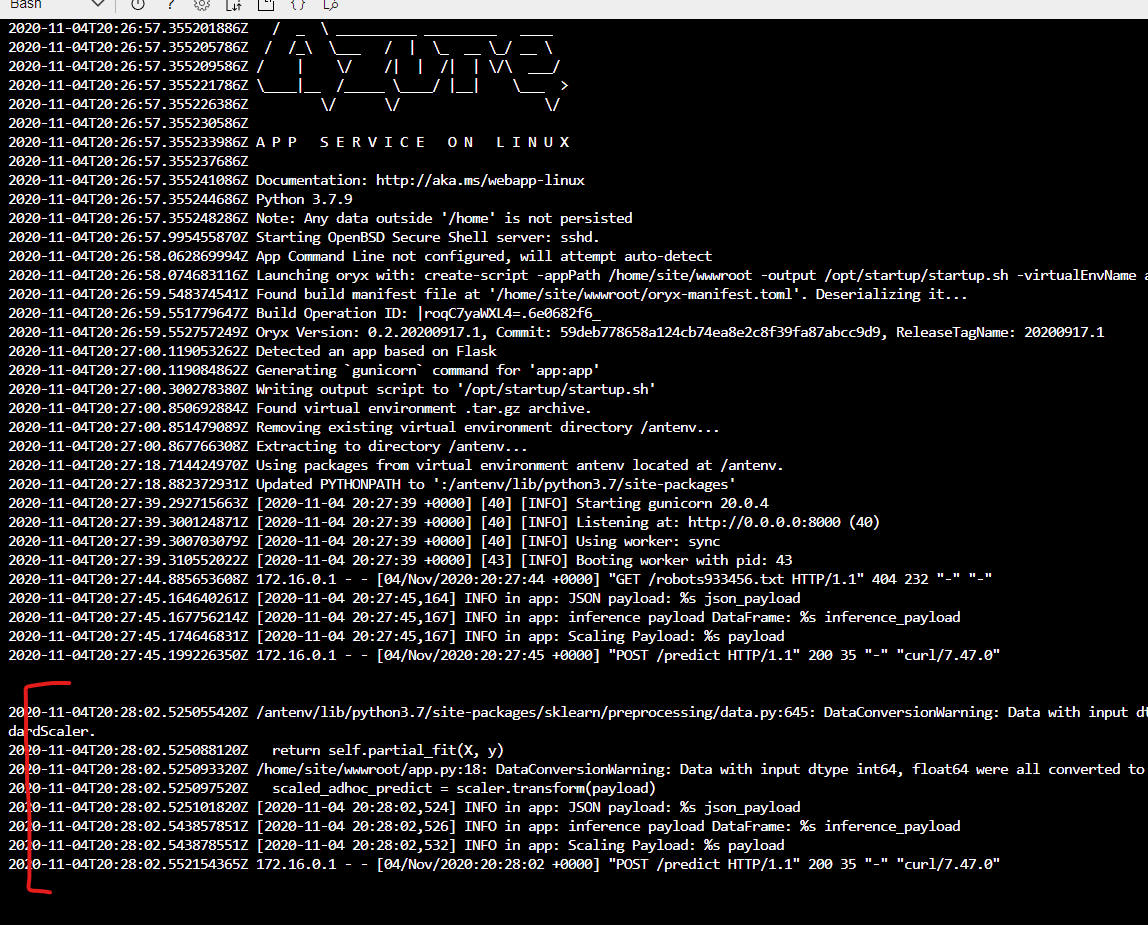 Bash
2020-11-04T20:26:57.355201886Z   /  _  \ __________ _________   ____
2020-11-04T20:26:57.355205786Z  /  /_\  \\___   /  |  \_  __ \_/ __ \
2020-11-04T20:26:57.355209586Z /    |    \/    /|  |  /|  | \/\  ___/
2020-11-04T20:26:57.355221786Z \____|__  /_____ \____/ |__|    \___  >
2020-11-04T20:26:57.355226386Z         \/      \/                  \/
2020-11-04T20:26:57.355230586Z
2020-11-04T20:26:57.355233986Z A P P   S E R V I C E   O N   L I N U X
2020-11-04T20:26:57.355237686Z
2020-11-04T20:26:57.355241086Z Documentation: http://aka.ms/webapp-linux
2020-11-04T20:26:57.355244686Z Python 3.7.9
2020-11-04T20:26:57.355248286Z Note: Any data outside '/home' is not persisted
2020-11-04T20:26:57.995455870Z Starting OpenBSD Secure Shell server: sshd.
2020-11-04T20:26:58.062869994Z App Command Line not configured, will attempt auto-detect
2020-11-04T20:26:58.074683116Z Launching oryx with: create-script -appPath /home/site/wwwroot -output /opt/startup/startup.sh -virtualEnvName a
2020-11-04T20:26:59.548374541Z Found build manifest file at '/home/site/wwwroot/oryx-manifest.toml'. Deserializing it...
2020-11-04T20:26:59.551779647Z Build Operation ID: |roqC7yaWXL4=.6e0682f6_
2020-11-04T20:26:59.552757249Z Oryx Version: 0.2.20200917.1, Commit: 59deb778658a124cb74ea8e2c8f39fa87abcc9d9, ReleaseTagName: 20200917.1
2020-11-04T20:27:00.119053262Z Detected an app based on Flask
2020-11-04T20:27:00.119084862Z Generating `gunicorn` command for 'app:app'
2020-11-04T20:27:00.300278380Z Writing output script to '/opt/startup/startup.sh'
2020-11-04T20:27:00.850692884Z Found virtual environment .tar.gz archive.
2020-11-04T20:27:00.851479089Z Removing existing virtual environment directory /antenv...
2020-11-04T20:27:00.867766308Z Extracting to directory /antenv...
2020-11-04T20:27:18.714424970Z Using packages from virtual environment antenv located at /antenv.
2020-11-04T20:27:18.882372931Z Updated PYTHONPATH to ':/antenv/lib/python3.7/site-packages'
2020-11-04T20:27:39.292715663Z [2020-11-04 20:27:39 +0000] [40] [INFO] Starting gunicorn 20.0.4
2020-11-04T20:27:39.300124871Z [2020-11-04 20:27:39 +0000] [40] [INFO] Listening at: http://0.0.0.0:8000 (40)
2020-11-04T20:27:39.300703079Z [2020-11-04 20:27:39 +0000] [40] [INFO] Using worker: sync
2020-11-04T20:27:39.310552022Z [2020-11-04 20:27:39 +0000] [43] [INFO] Booting worker with pid: 43
2020-11-04T20:27:44.885653608Z 172.16.0.1 - - [04/Nov/2020:20:27:44 +0000] "GET /robots933456.txt HTTP/1.1" 404 232 "-" "-"
2020-11-04T20:27:45.164640261Z [2020-11-04 20:27:45,164] INFO in app: JSON payload: %s json_payload
2020-11-04T20:27:45.167756214Z [2020-11-04 20:27:45,167] INFO in app: inference payload DataFrame: %s inference_payload
2020-11-04T20:27:45.174646831Z [2020-11-04 20:27:45,167] INFO in app: Scaling Payload: %s payload
2020-11-04T20:27:45.199226350Z 172.16.0.1 - - [04/Nov/2020:20:27:45 +0000] "POST /predict HTTP/1.1" 200 35 "-" "curl/7.47.0"
2020-11-04T20:28:02.525055420Z /antenv/lib/python3.7/site-packages/sklearn/preprocessing/data.py:645: DataConversionWarning: Data with input dt
dardScaler.
2020-11-04T20:28:02.525088120Z   return self.partial_fit(X, y)
2020-11-04T20:28:02.525093320Z /home/site/wwwroot/app.py:18: DataConversionWarning: Data with input dtype int64, float64 were all converted to
2020-11-04T20:28:02.525097520Z   scaled_adhoc_predict = scaler.transform(payload)
2020-11-04T20:28:02.525101820Z [2020-11-04 20:28:02,524] INFO in app: JSON payload: %s json_payload
2020-11-04T20:28:02.543857851Z [2020-11-04 20:28:02,526] INFO in app: inference payload DataFrame: %s inference_payload
2020-11-04T20:28:02.543878551Z [2020-11-04 20:28:02,532] INFO in app: Scaling Payload: %s payload
2020-11-04T20:28:02.552154365Z 172.16.0.1 - - [04/Nov/2020:20:28:02 +0000] "POST /predict HTTP/1.1" 200 35 "-" "curl/7.47.0"